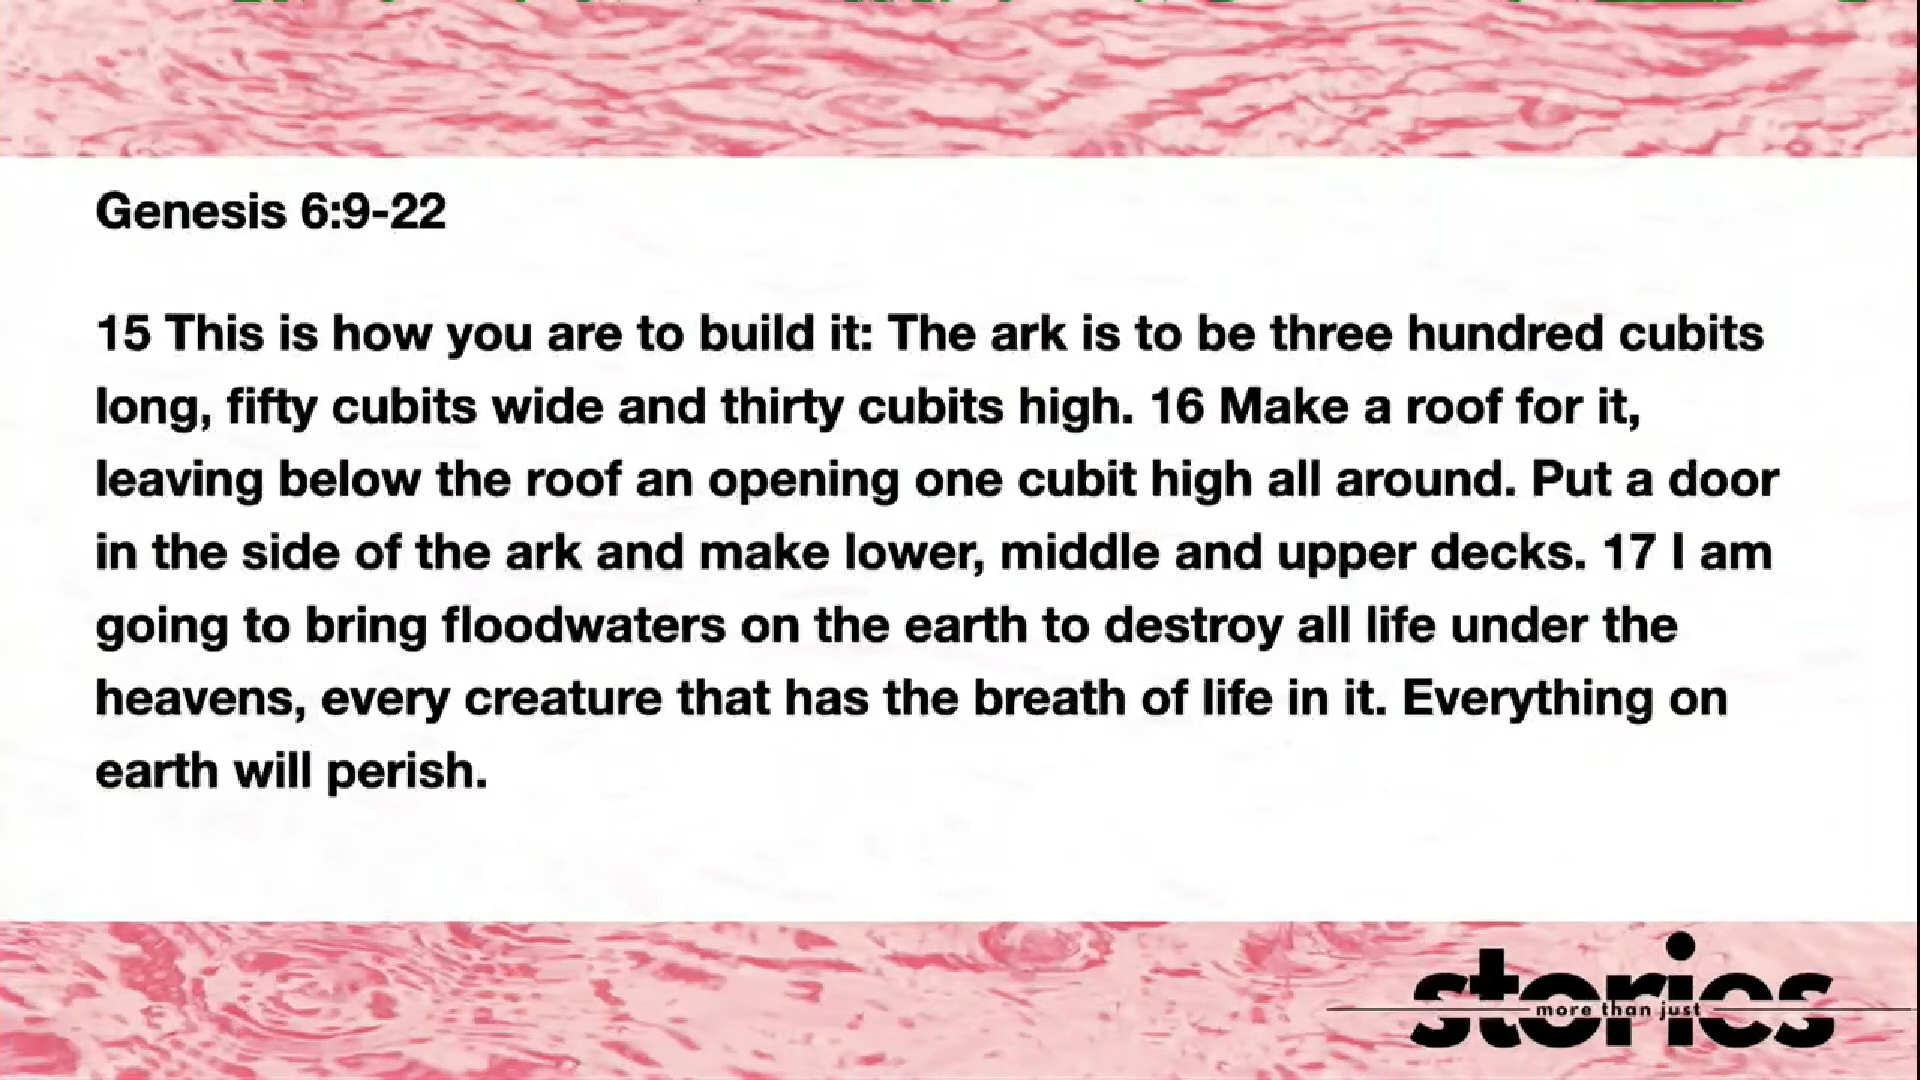 Genesis 6:9-22
15 This is how you are to build it: The ark is to be three hundred cubits
long, fifty cubits wide and thirty cubits high. 16 Make a roof for it,
leaving below the roof an opening one cubit high all around. Put a door
in the side of the ark and make lower, middle and upper decks. 17 I am
going to bring floodwaters on the earth to destroy all life under the
heavens, every creature that has the breath of life in it. Everything on
earth will perish.
stories
more than just